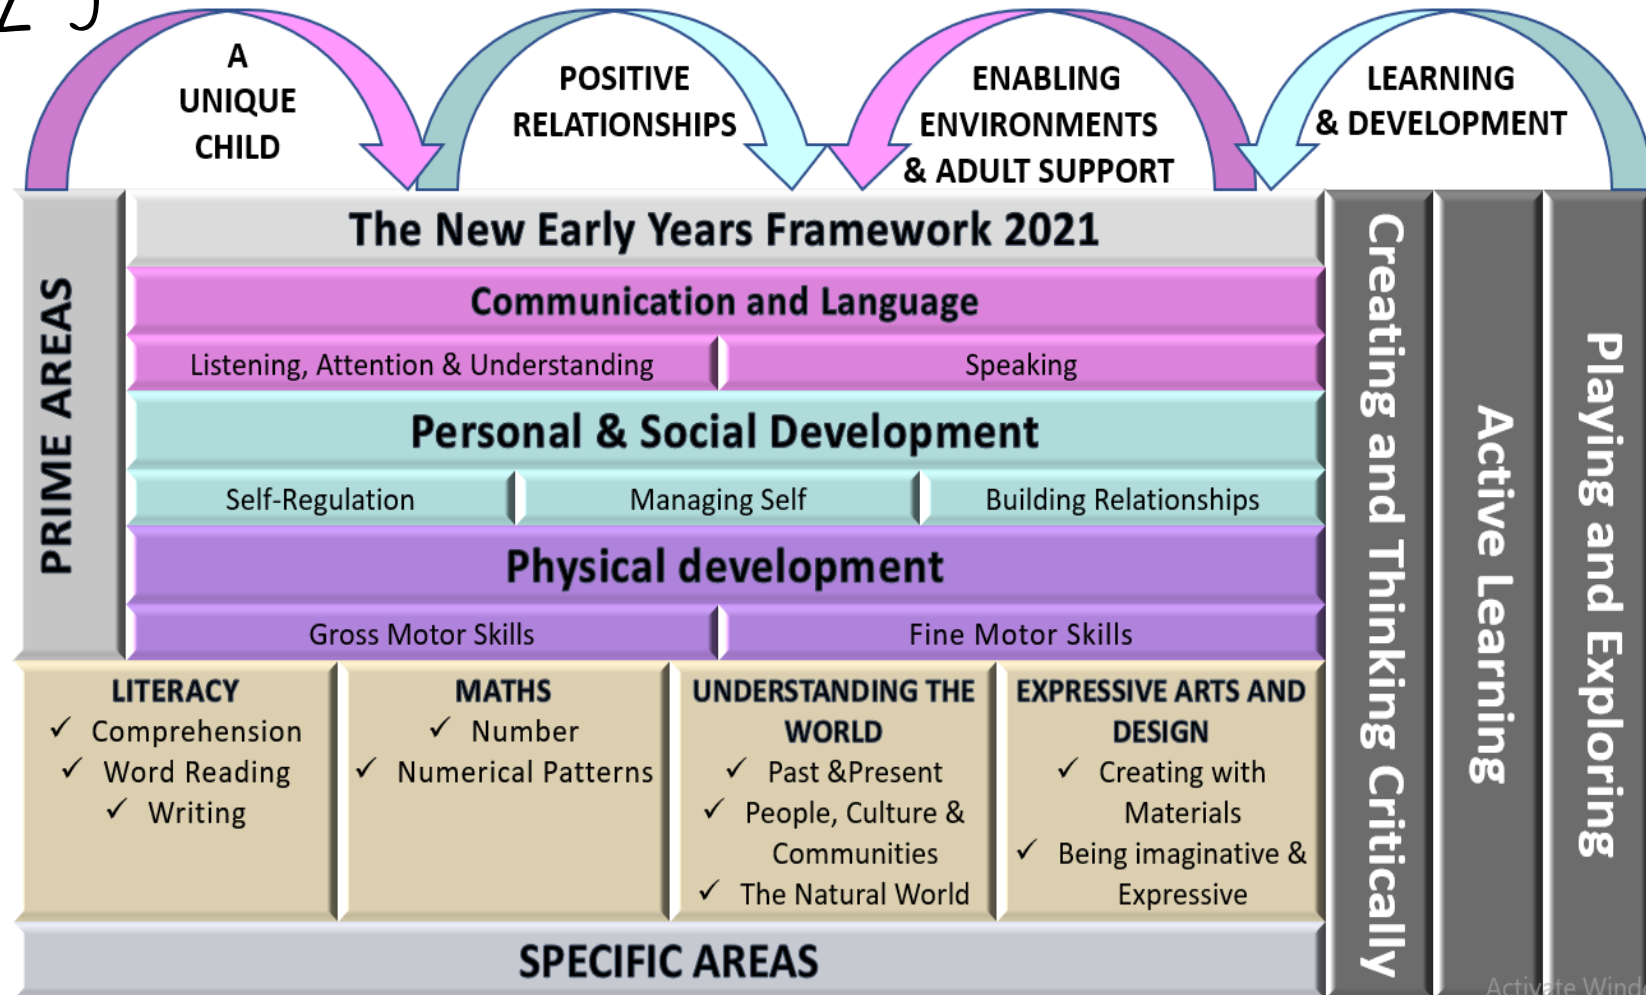 A
UNIQUE
CHILD
POSITIVE
RELATIONSHIPS
ENABLING
ENVIRONMENTS
& ADULT SUPPORT
LEARNING
& DEVELOPMENT
PRIME AREAS
The New Early Years Framework 2021
Communication and Language
Listening, Attention & Understanding
Speaking
Personal & Social Development
Self-Regulation
Managing Self
Building Relationships
Physical development
Gross Motor Skills
Fine Motor Skills
LITERACY
✓ Comprehension
✓ Word Reading
✓ Writing
MATHS
✓ Number
✓ Numerical Patterns
UNDERSTANDING THE
WORLD
✓ Past &Present
✓ People, Culture &
Communities
✓ The Natural World
EXPRESSIVE ARTS AND
DESIGN
✓ Creating with
Materials
✓ Being imaginative &
Expressive
SPECIFIC AREAS
Creating and Thinking Critically
Active Learning
Playing and Exploring
Activate